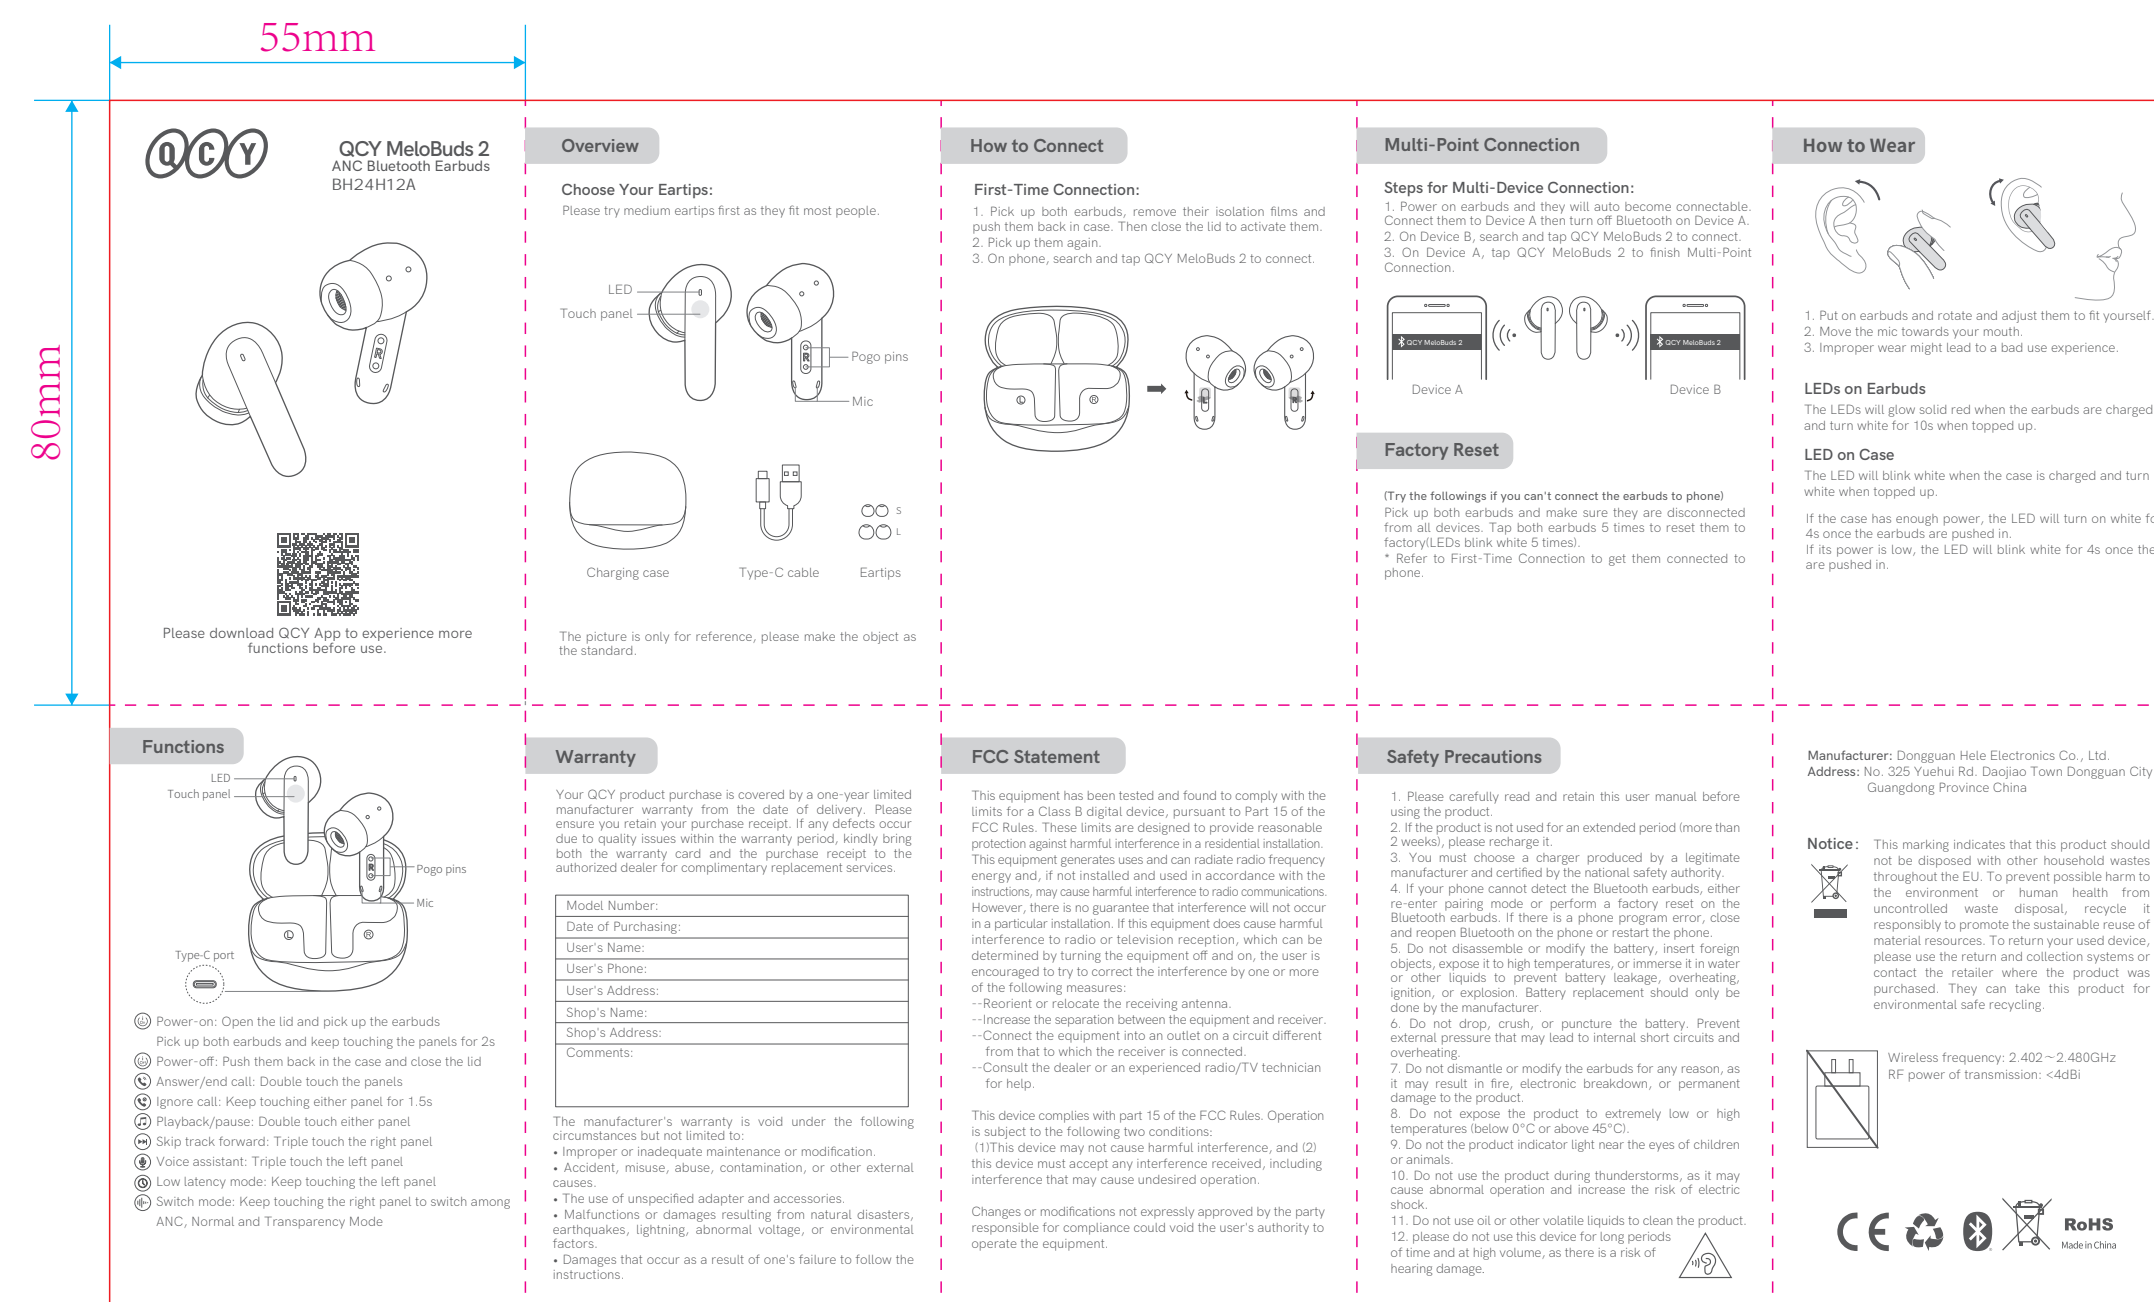 55mm
80mm
QCY
QCY MeloBuds 2
ANC Bluetooth Earbuds
BH24H12A
Please download QCY App to experience more
functions before use.
Overview
Choose Your Eartips:
Please try medium eartips first as they fit most people.
LED
Touch panel
R
Pogo pins
Mic
S
L
Charging case
Type-C cable
Eartips
The picture is only for reference, please make the object as
the standard.
How to Connect
First-Time Connection:
1. Pick up both earbuds, remove their isolation films and
push them back in case. Then close the lid to activate them.
2. Pick up them again.
3. On phone, search and tap QCY MeloBuds 2 to connect.
L
R
L
R
Multi-Point Connection
Steps for Multi-Device Connection:
1. Power on earbuds and they will auto become connectable.
Connect them to Device A then turn off Bluetooth on Device A.
2. On Device B, search and tap QCY MeloBuds 2 to connect.
3. On Device A, tap QCY MeloBuds 2 to finish Multi-Point
Connection.
QCY MeloBuds 2
QCY MeloBuds 2
Device A
Device B
Factory Reset
(Try the followings if you can't connect the earbuds to phone)
Pick up both earbuds and make sure they are disconnected
from all devices. Tap both earbuds 5 times to reset them to
factory(LEDs blink white 5 times).
* Refer to First-Time Connection to get them connected to
phone.
How to Wear
1. Put on earbuds and rotate and adjust them to fit yourself.
2. Move the mic towards your mouth.
3. Improper wear might lead to a bad use experience.
LEDs on Earbuds
The LEDs will glow solid red when the earbuds are charged
and turn white for 10s when topped up.
LED on Case
The LED will blink white when the case is charged and turn
white when topped up.
If the case has enough power, the LED will turn on white fo
4s once the earbuds are pushed in.
If its power is low, the LED will blink white for 4s once the
are pushed in.
Functions
LED
Touch panel
R
Pogo pins
Mic
L
R
Type-C port
Power-on: Open the lid and pick up the earbuds
Pick up both earbuds and keep touching the panels for 2s
Power-off: Push them back in the case and close the lid
Answer/end call: Double touch the panels
Ignore call: Keep touching either panel for 1.5s
Playback/pause: Double touch either panel
Skip track forward: Triple touch the right panel
Voice assistant: Triple touch the left panel
Low latency mode: Keep touching the left panel
Switch mode: Keep touching the right panel to switch among
ANC, Normal and Transparency Mode
Warranty
Your QCY product purchase is covered by a one-year limited
manufacturer warranty from the date of delivery. Please
ensure you retain your purchase receipt. If any defects occur
due to quality issues within the warranty period, kindly bring
both the warranty card and the purchase receipt to the
authorized dealer for complimentary replacement services.
Model Number:
Date of Purchasing:
User's Name:
User's Phone:
User's Address:
Shop's Name:
Shop's Address:
Comments:
The manufacturer's warranty is void under the following
circumstances but not limited to:
• Improper or inadequate maintenance or modification.
• Accident, misuse, abuse, contamination, or other external
causes.
• The use of unspecified adapter and accessories.
• Malfunctions or damages resulting from natural disasters,
earthquakes, lightning, abnormal voltage, or environmental
factors.
• Damages that occur as a result of one's failure to follow the
instructions.
FCC Statement
This equipment has been tested and found to comply with the
limits for a Class B digital device, pursuant to Part 15 of the
FCC Rules. These limits are designed to provide reasonable
protection against harmful interference in a residential installation.
This equipment generates uses and can radiate radio frequency
energy and, if not installed and used in accordance with the
instructions, may cause harmful interference to radio communications.
However, there is no guarantee that interference will not occur
in a particular installation. If this equipment does cause harmful
interference to radio or television reception, which can be
determined by turning the equipment off and on, the user is
encouraged to try to correct the interference by one or more
of the following measures:
--Reorient or relocate the receiving antenna.
--Increase the separation between the equipment and receiver.
--Connect the equipment into an outlet on a circuit different
from that to which the receiver is connected.
--Consult the dealer or an experienced radio/TV technician
for help.
This device complies with part 15 of the FCC Rules. Operation
is subject to the following two conditions:
(1)This device may not cause harmful interference, and (2)
this device must accept any interference received, including
interference that may cause undesired operation.
Changes or modifications not expressly approved by the party
responsible for compliance could void the user's authority to
operate the equipment.
Safety Precautions
1. Please carefully read and retain this user manual before
using the product.
2. If the product is not used for an extended period (more than
2 weeks), please recharge it.
3. You must choose a charger produced by a legitimate
manufacturer and certified by the national safety authority.
4. If your phone cannot detect the Bluetooth earbuds, either
re-enter pairing mode or perform a factory reset on the
Bluetooth earbuds. If there is a phone program error, close
and reopen Bluetooth on the phone or restart the phone.
5. Do not disassemble or modify the battery, insert foreign
objects, expose it to high temperatures, or immerse it in water
or other liquids to prevent battery leakage, overheating,
ignition, or explosion. Battery replacement should only be
done by the manufacturer.
6. Do not drop, crush, or puncture the battery. Prevent
external pressure that may lead to internal short circuits and
overheating.
7. Do not dismantle or modify the earbuds for any reason, as
it may result in fire, electronic breakdown, or permanent
damage to the product.
8. Do not expose the product to extremely low or high
temperatures (below 0°C or above 45°C).
9. Do not the product indicator light near the eyes of children
or animals.
10. Do not use the product during thunderstorms, as it may
cause abnormal operation and increase the risk of electric
shock.
11. Do not use oil or other volatile liquids to clean the product.
12. please do not use this device for long periods
of time and at high volume, as there is a risk of
hearing damage.
Manufacturer: Dongguan Hele Electronics Co., Ltd.
Address: No. 325 Yuehui Rd. Daojiao Town Dongguan City
Guangdong Province China
Notice: This marking indicates that this product should
not be disposed with other household wastes
throughout the EU. To prevent possible harm to
the environment or human health from
uncontrolled waste disposal, recycle it
responsibly to promote the sustainable reuse of
material resources. To return your used device,
please use the return and collection systems or
contact the retailer where the product was
purchased. They can take this product for
environmental safe recycling.
Wireless frequency: 2.402~2.480GHz
RF power of transmission: <4dBi
CE
RoHS
Made in China